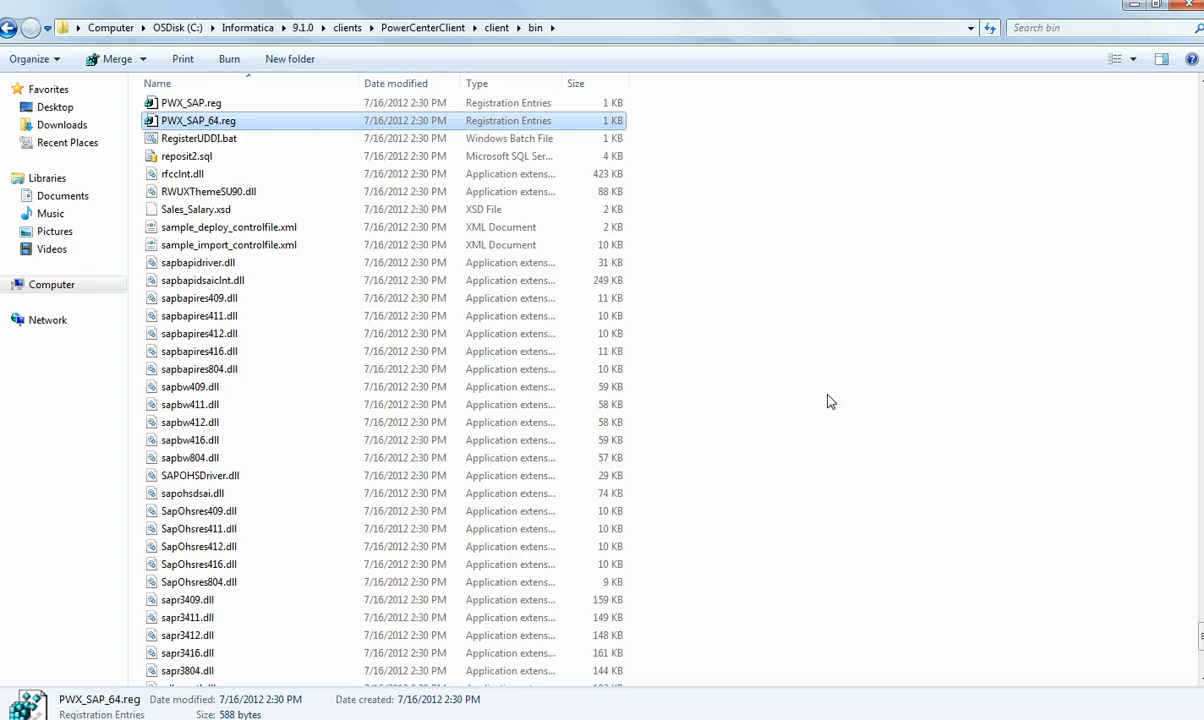 Computer OSDisk (C:) Informatica 9.1.0 clients PowerCenterClient client bin Search bin
Organize Merge Print Burn New folder
Favorites
Desktop
Downloads
Recent Places
Libraries
Documents
Music
Pictures
Videos
Computer
Network
Name Date modified Type Size
PWX_SAP.reg 7/16/2012 2:30 PM Registration Entries 1 KB
PWX_SAP_64.reg 7/16/2012 2:30 PM Registration Entries 1 KB
RegisterUDDI.bat 7/16/2012 2:30 PM Windows Batch File 1 KB
reposit2.sql 7/16/2012 2:30 PM Microsoft SQL Ser... 4 KB
rfccInt.dll 7/16/2012 2:30 PM Application extens... 423 KB
RWUXThemeSU90.dll 7/16/2012 2:30 PM Application extens... 88 KB
Sales_Salary.xsd 7/16/2012 2:30 PM XSD File 2 KB
sample_deploy_controlfile.xml 7/16/2012 2:30 PM XML Document 2 KB
sample_import_controlfile.xml 7/16/2012 2:30 PM XML Document 10 KB
sapbapidriver.dll 7/16/2012 2:30 PM Application extens... 31 KB
sapbapidsaicInt.dll 7/16/2012 2:30 PM Application extens... 249 KB
sapbapires409.dll 7/16/2012 2:30 PM Application extens... 11 KB
sapbapires411.dll 7/16/2012 2:30 PM Application extens... 10 KB
sapbapires412.dll 7/16/2012 2:30 PM Application extens... 10 KB
sapbapires416.dll 7/16/2012 2:30 PM Application extens... 11 KB
sapbapires804.dll 7/16/2012 2:30 PM Application extens... 10 KB
sapbw409.dll 7/16/2012 2:30 PM Application extens... 59 KB
sapbw411.dll 7/16/2012 2:30 PM Application extens... 58 KB
sapbw412.dll 7/16/2012 2:30 PM Application extens... 58 KB
sapbw416.dll 7/16/2012 2:30 PM Application extens... 59 KB
sapbw804.dll 7/16/2012 2:30 PM Application extens... 57 KB
SAPOHSDriver.dll 7/16/2012 2:30 PM Application extens... 29 KB
sapohsdsai.dll 7/16/2012 2:30 PM Application extens... 74 KB
SapOhsres409.dll 7/16/2012 2:30 PM Application extens... 10 KB
SapOhsres411.dll 7/16/2012 2:30 PM Application extens... 10 KB
SapOhsres412.dll 7/16/2012 2:30 PM Application extens... 10 KB
SapOhsres416.dll 7/16/2012 2:30 PM Application extens... 10 KB
SapOhsres804.dll 7/16/2012 2:30 PM Application extens... 9 KB
sapr3409.dll 7/16/2012 2:30 PM Application extens... 159 KB
sapr3411.dll 7/16/2012 2:30 PM Application extens... 149 KB
sapr3412.dll 7/16/2012 2:30 PM Application extens... 148 KB
sapr3416.dll 7/16/2012 2:30 PM Application extens... 161 KB
sapr3804.dll 7/16/2012 2:30 PM Application extens... 144 KB
PWX_SAP_64.reg Date modified: 7/16/2012 2:30 PM Date created: 7/16/2012 2:30 PM
Registration Entries Size: 588 bytes